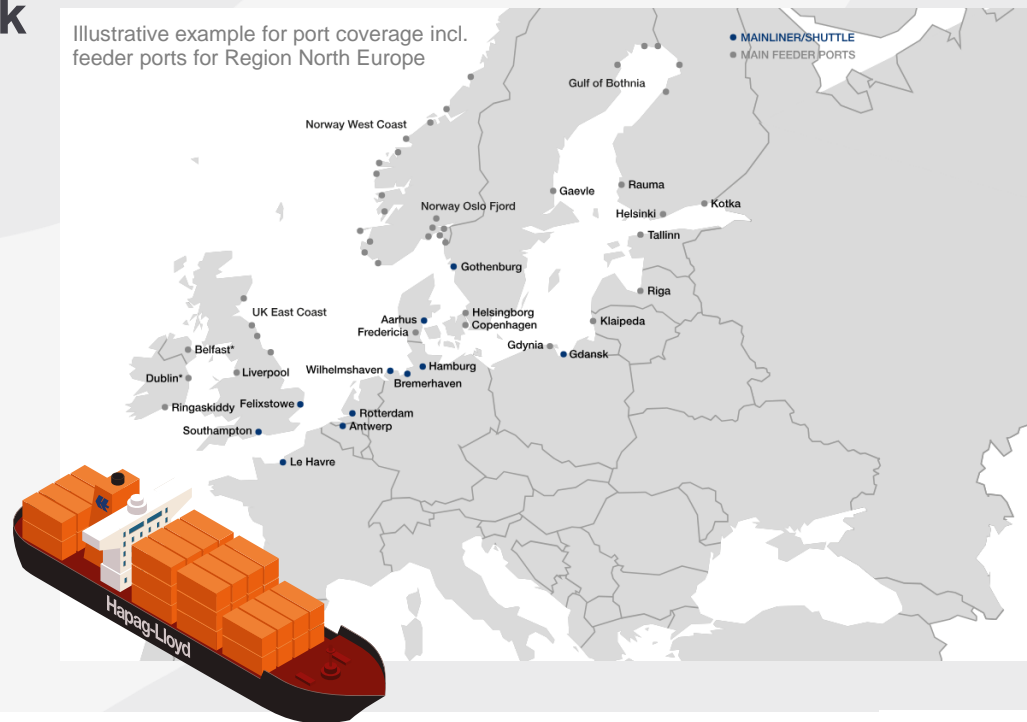 k
Illustrative example for port coverage incl.
feeder ports for Region North Europe
MAINLINER/SHUTTLE
MAIN FEEDER PORTS
Gulf of Bothnia
Norway West Coast
Gaevle
Rauma
Norway Oslo Fjord
Helsinki
Kotka
Tallinn
Gothenburg
Riga
UK East Coast
Aarhus
Helsingborg
Fredericia
Copenhagen
Klaipeda
Belfast*
Gdynia
Gdansk
Dublin*
Liverpool
Wilhelmshaven
Hamburg
Bremerhaven
Ringaskiddy
Felixstowe
Rotterdam
Southampton
Antwerp
Le Havre
Hapag-Lloyd